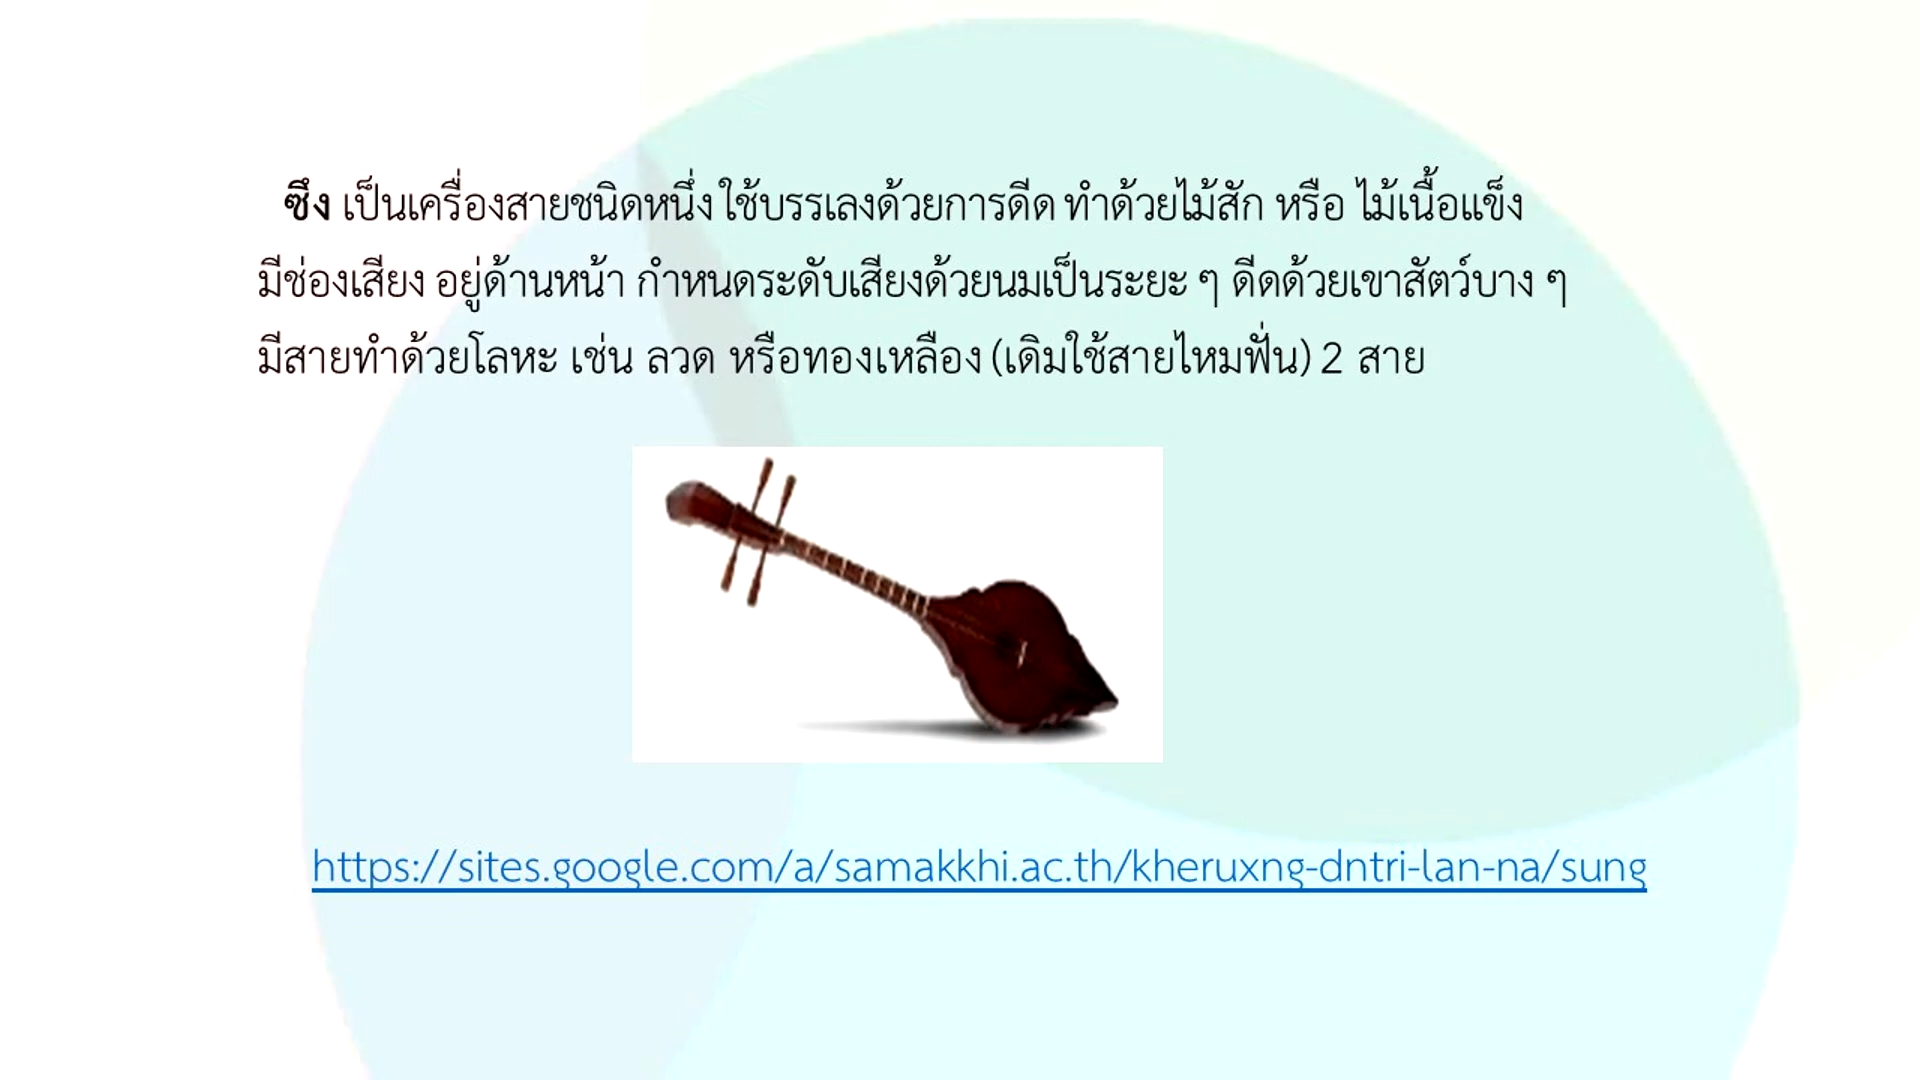 ซึง เป็นเครื่องสายชนิดหนึ่ง ใช้บรรเลงด้วยการดีด ทำด้วยไม้สัก หรือ ไม้เนื้อแข็ง
มีช่องเสียง อยู่ด้านหน้า กำหนดระดับเสียงด้วยนมเป็นระยะ ๆ ดีดด้วยเขาสัตว์บาง ๆ
มีสายทำด้วยโลหะ เช่น ลวด หรือทองเหลือง (เดิมใช้สายไหมฟั่น) 2 สาย
https://sites.google.com/a/samakkhi.ac.th/kheruxng-dntri-lan-na/sung